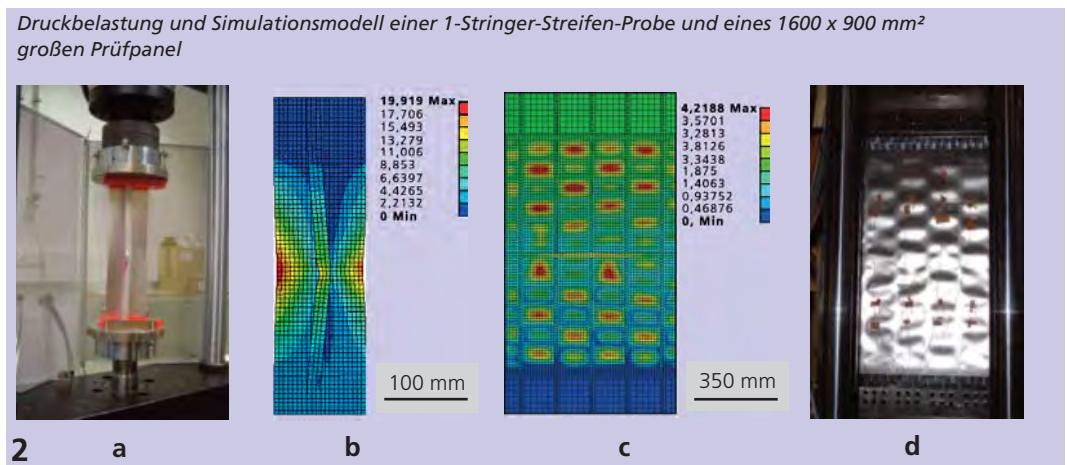 Druckbelastung und Simulationsmodell einer 1-Stringer-Streifen-Probe und eines 1600 x 900 mm²
großen Prüfpanel
19,919 Max
17,706
15,493
13,279
11,006
8,853
6,6397
4,4265
2,2132
0 Min
100 mm
4,2188 Max
3,5701
3,2813
3,8126
3,3438
1,875
1,4063
0,93752
0,46876
0, Min
350 mm
2 a b c d